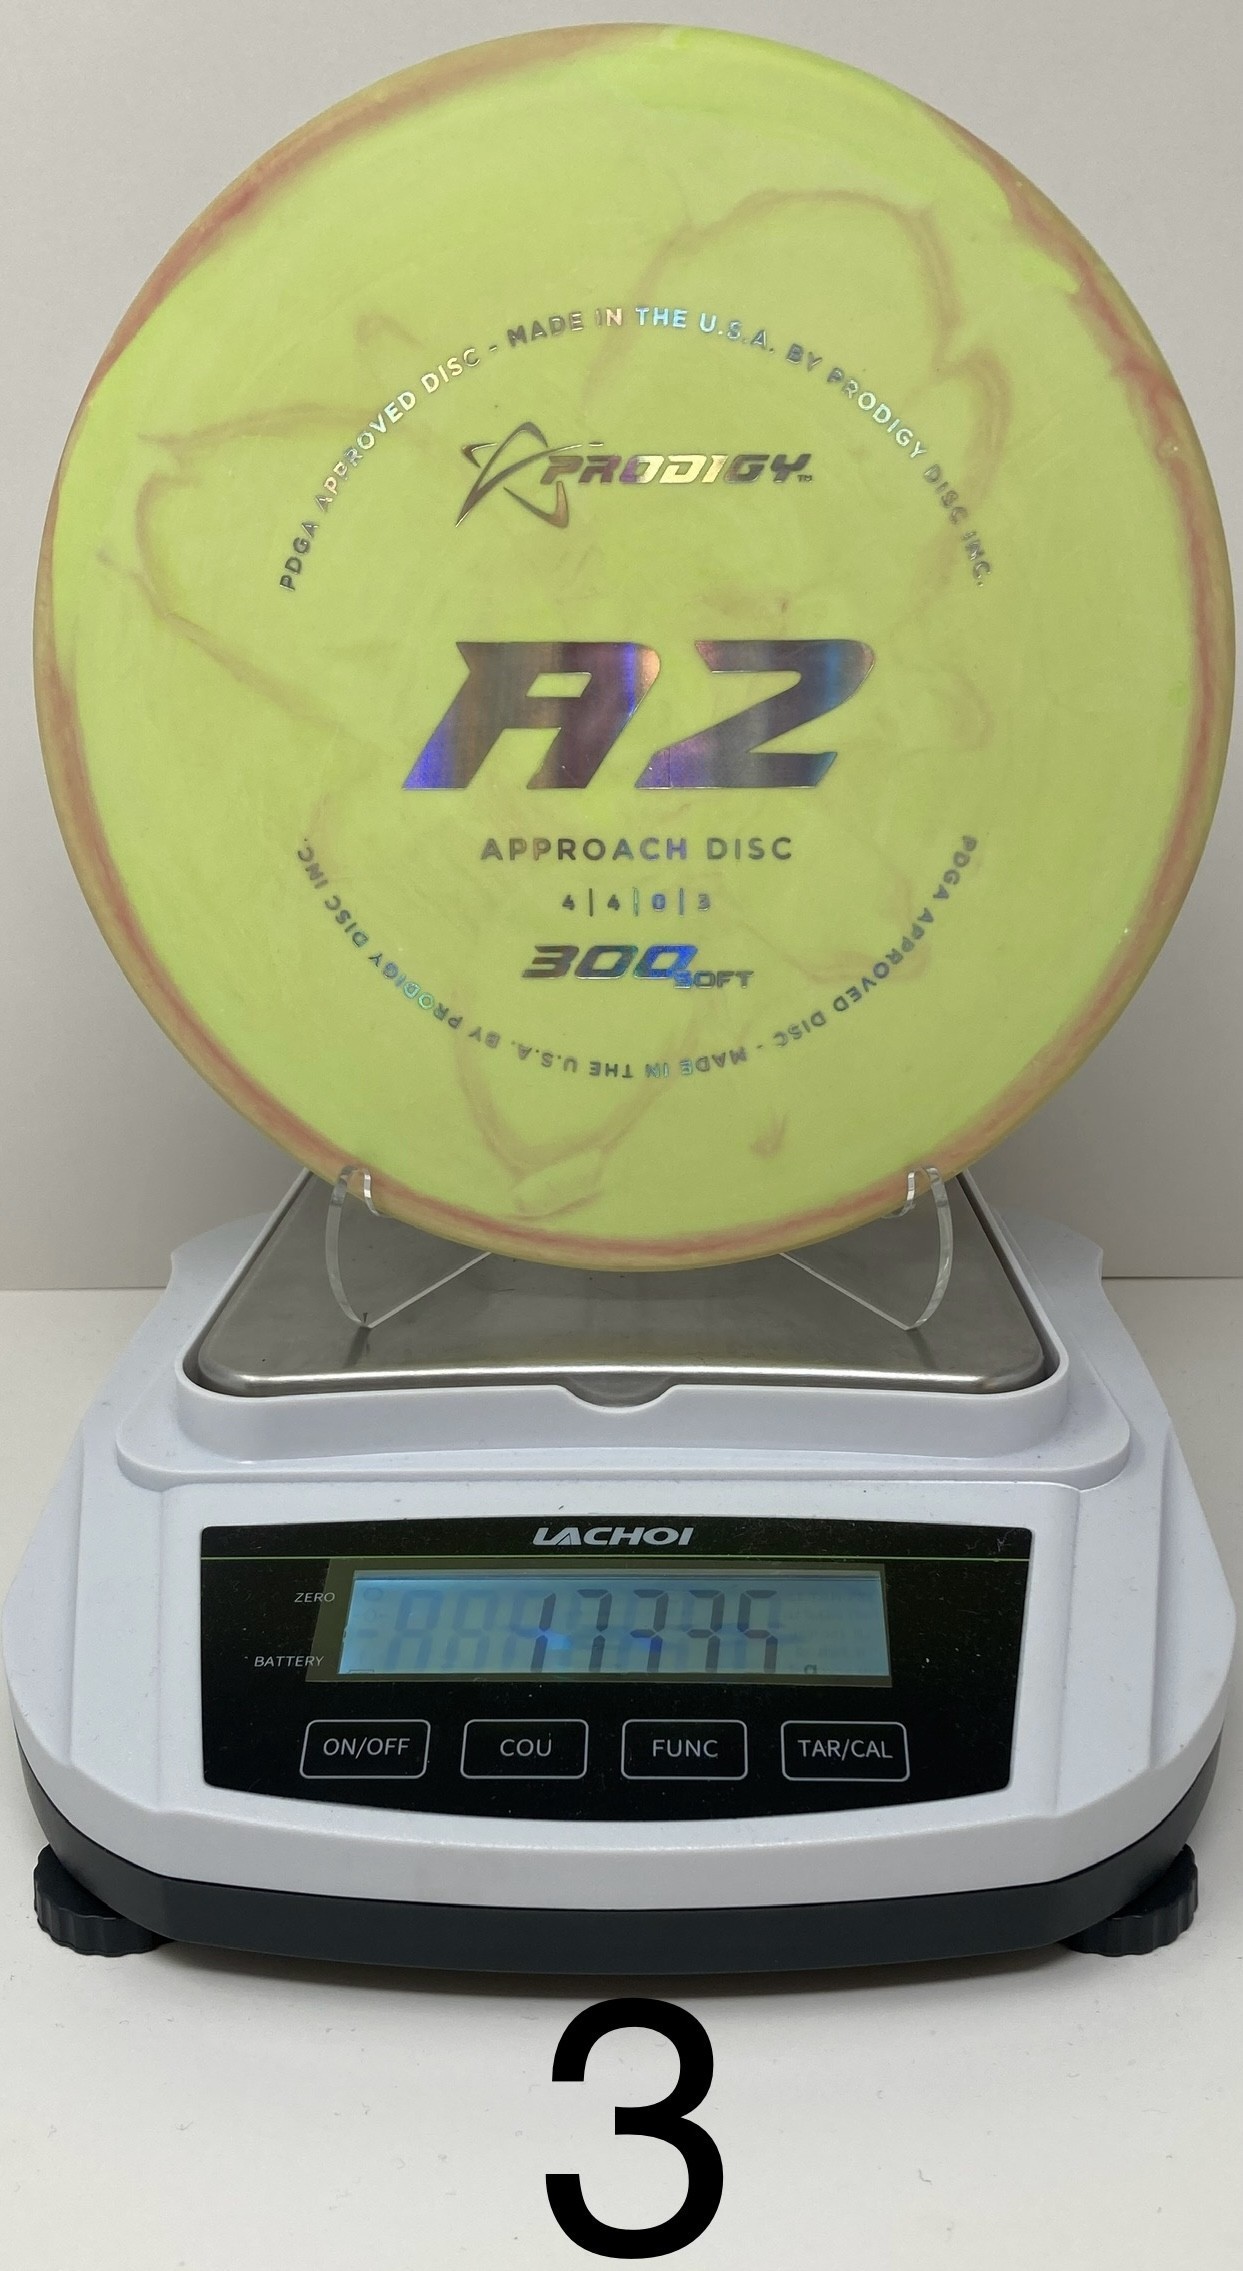 PDGA APPROVED DISC - MADE IN THE U.S.A. BY PRODIGY DISC INC.
PRODIGY™
A2
APPROACH DISC
4|4|0|3
300 SOFT
PDGA APPROVED DISC - MADE IN THE U.S.A. BY PRODIGY DISC INC.
LACHOI
ZERO
BATTERY
ON/OFF COU FUNC TAR/CAL
3